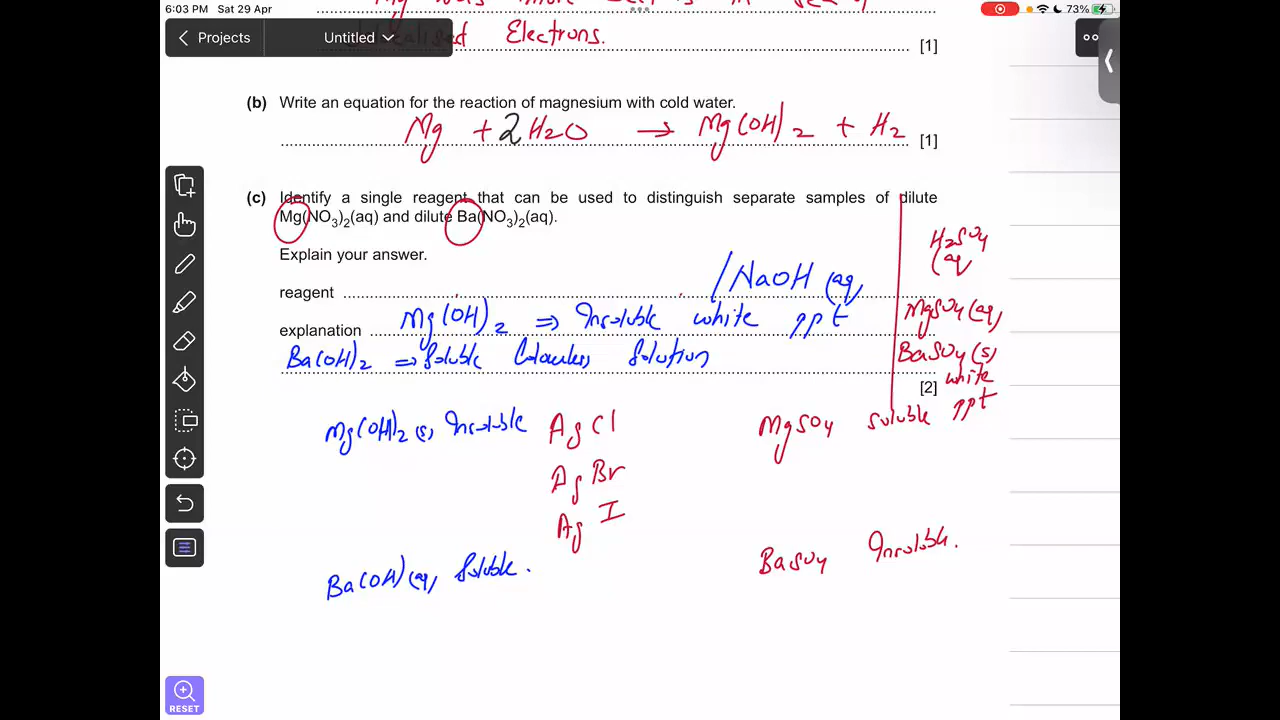 6:03 PM Sat 29 Apr
73%
Projects
Untitled
Electrons.
[1]
(b) Write an equation for the reaction of magnesium with cold water.
Mg + 2H2O → Mg(OH)2 + H2
[1]
(c) Identify a single reagent that can be used to distinguish separate samples of dilute
Mg(NO3)2(aq) and dilute Ba(NO3)2(aq).
Explain your answer.
reagent / NaOH (aq,
explanation Mg(OH)2 ⇒ Insoluble white ppt
Ba(OH)2 ⇒ Soluble Colourless Solution
[2]
H2SO4
(aq
MgSO4(aq)
BaSO4(s)
white
ppt
Mg(OH)2(s) Insoluble
AgCl
AgBr
AgI
MgSO4 soluble
Ba(OH)(aq) Soluble.
BaSO4 Insoluble.
RESET